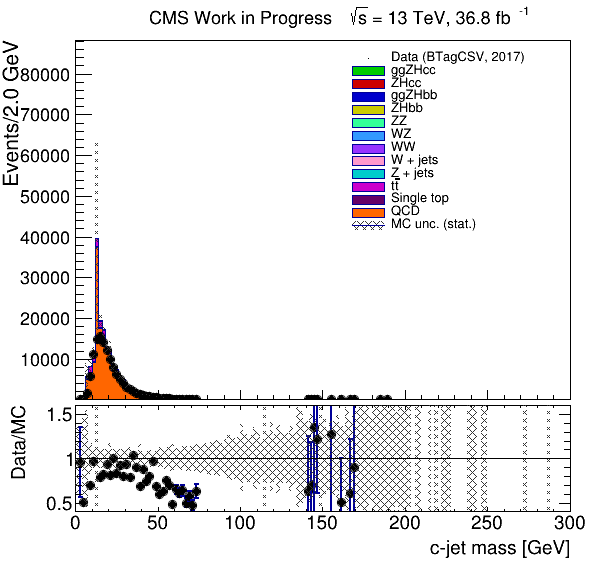 CMS Work in Progress √s = 13 TeV, 36.8 fb⁻¹
Events/2.0 GeV
80000
70000
60000
50000
40000
30000
20000
10000
Data (BTagCSV, 2017)
ggZHcc
ZHcc
ggZHbb
ZHbb
ZZ
WZ
WW
W + jets
Z + jets
tt̅
Single top
QCD
MC unc. (stat.)
Data/MC
1.5
1
0.5
0 50 100 150 200 250 300
c-jet mass [GeV]